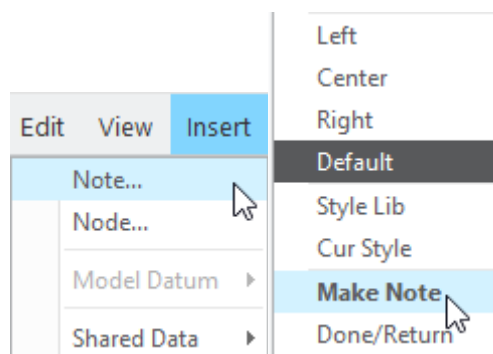 Edit View Insert
Note...
Node...
Model Datum
Shared Data
Left
Center
Right
Default
Style Lib
Cur Style
Make Note
Done/Return